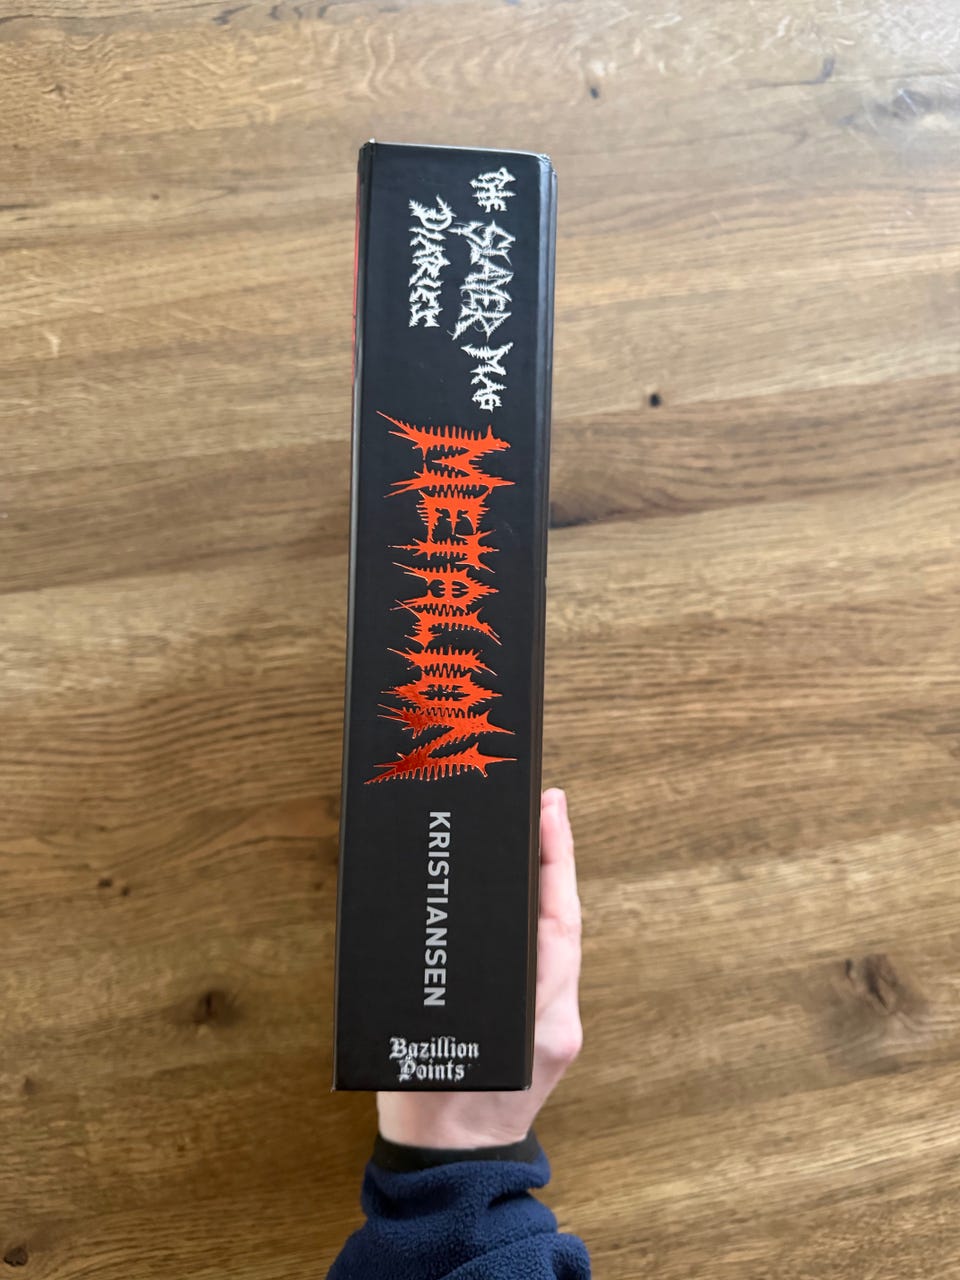 THE SLAYER MAG
DIARIES
METALION
KRISTIANSEN
Bazillion
Points